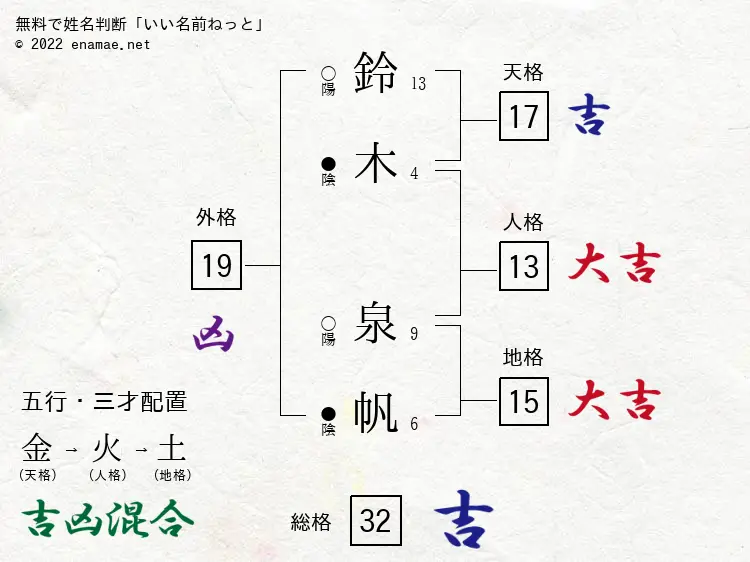 無料で姓名判断「いい名前ねっと」
© 2022 enamae.net
鈴 13
○陽
木 4
●陰
泉 9
○陽
帆 6
●陰
天格
17 吉
人格
13 大吉
地格
15 大吉
外格
19
凶
五行・三才配置
金→火→土
(天格) (人格) (地格)
吉凶混合
総格 32 吉